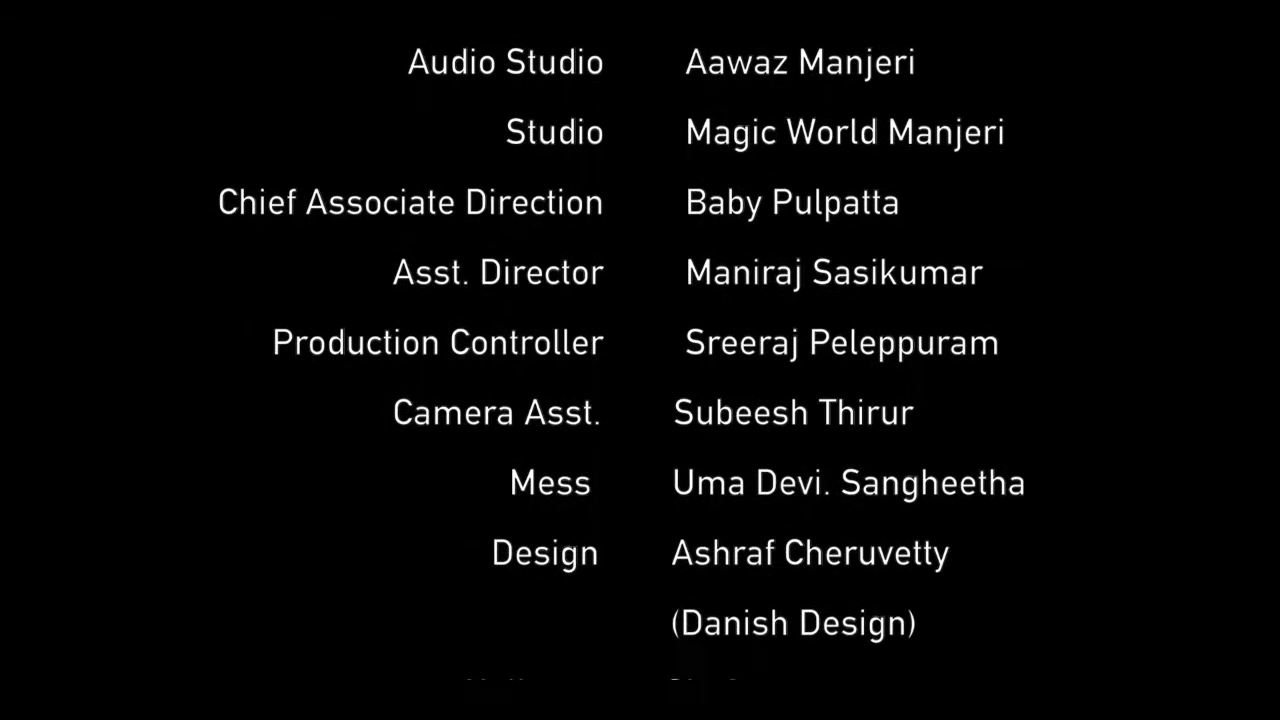 Audio Studio Aawaz Manjeri
Studio Magic World Manjeri
Chief Associate Direction Baby Pulpatta
Asst. Director Maniraj Sasikumar
Production Controller Sreeraj Peleppuram
Camera Asst. Subeesh Thirur
Mess Uma Devi. Sangheetha
Design Ashraf Cheruvetty
(Danish Design)